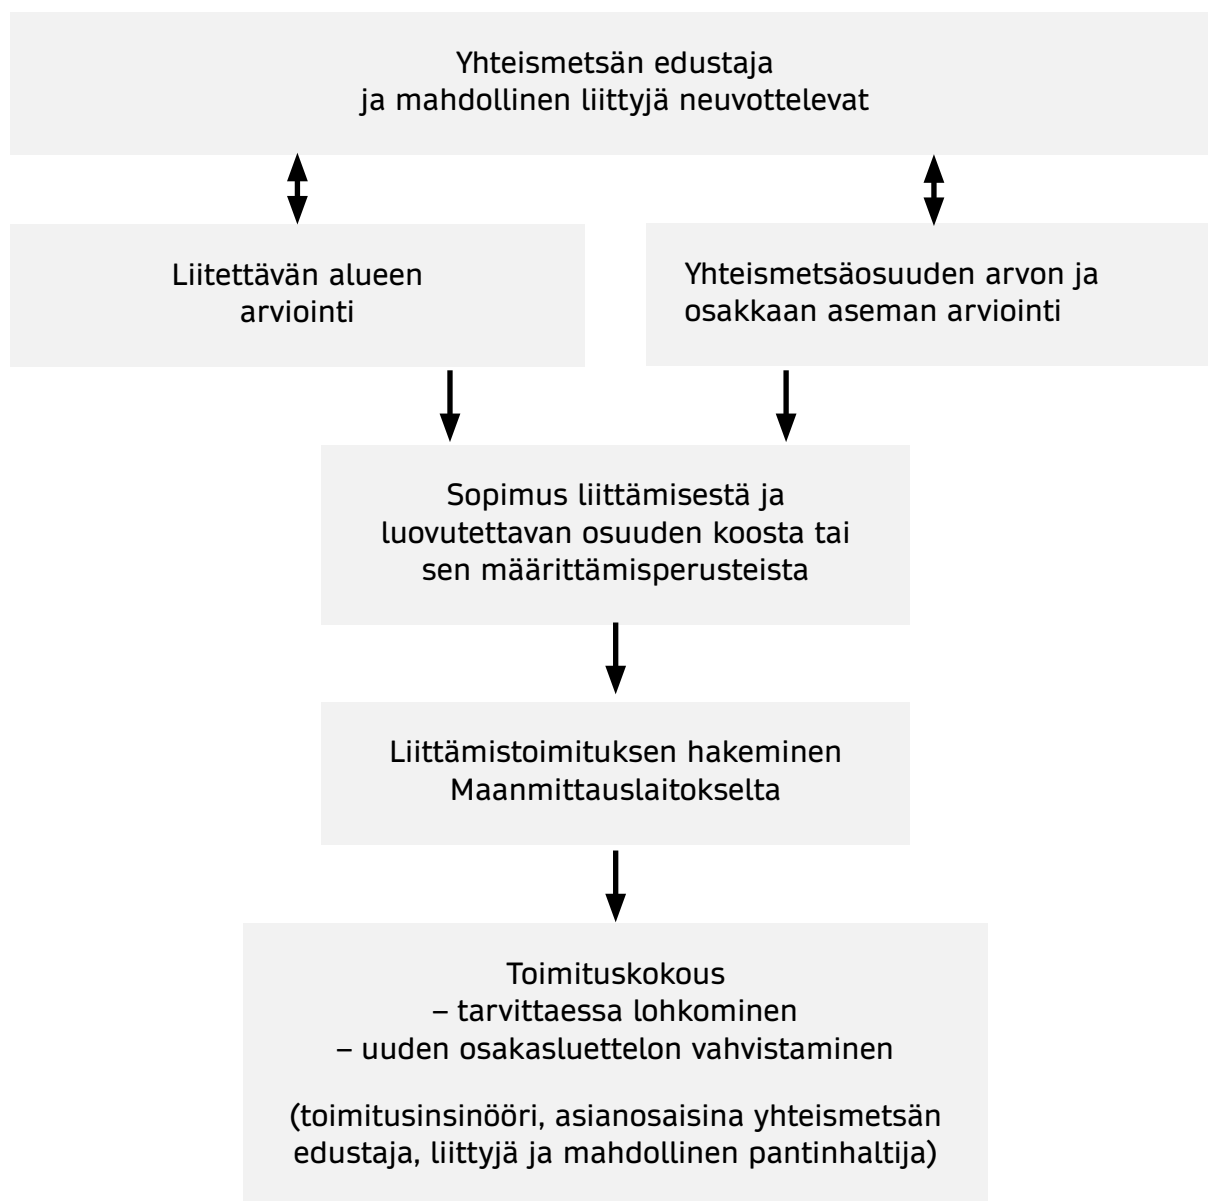 Yhteismetsän edustaja
ja mahdollinen liittyjä neuvottelevat
Liitettävän alueen
arviointi
Yhteismetsäosuuden arvon ja
osakkaan aseman arviointi
Sopimus liittämisestä ja
luovutettavan osuuden koosta tai
sen määrittämisperusteista
Liittämistoimituksen hakeminen
Maanmittauslaitokselta
Toimituskokous
– tarvittaessa lohkominen
– uuden osakasluettelon vahvistaminen
(toimitusinsinööri, asianosaisina yhteismetsän
edustaja, liittyjä ja mahdollinen pantinhaltija)